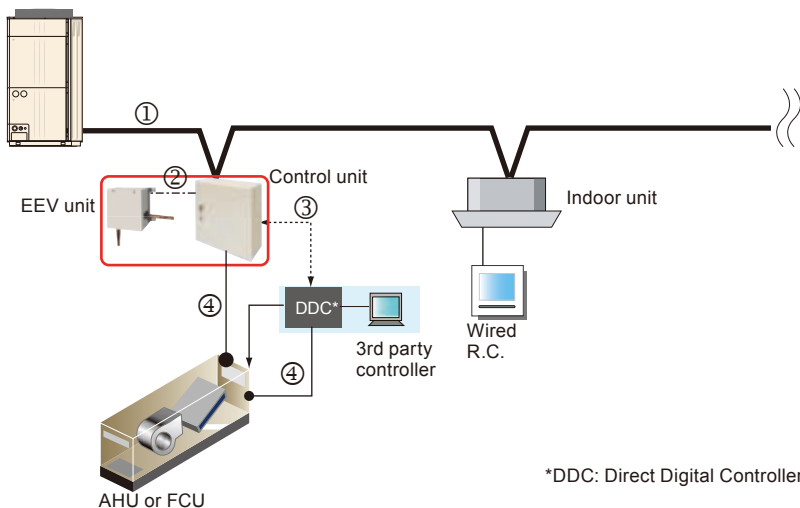 ①
②
Control unit
EEV unit
③
Indoor unit
④
DDC*
3rd party
controller
Wired
R.C.
④
*DDC: Direct Digital Controller
AHU or FCU